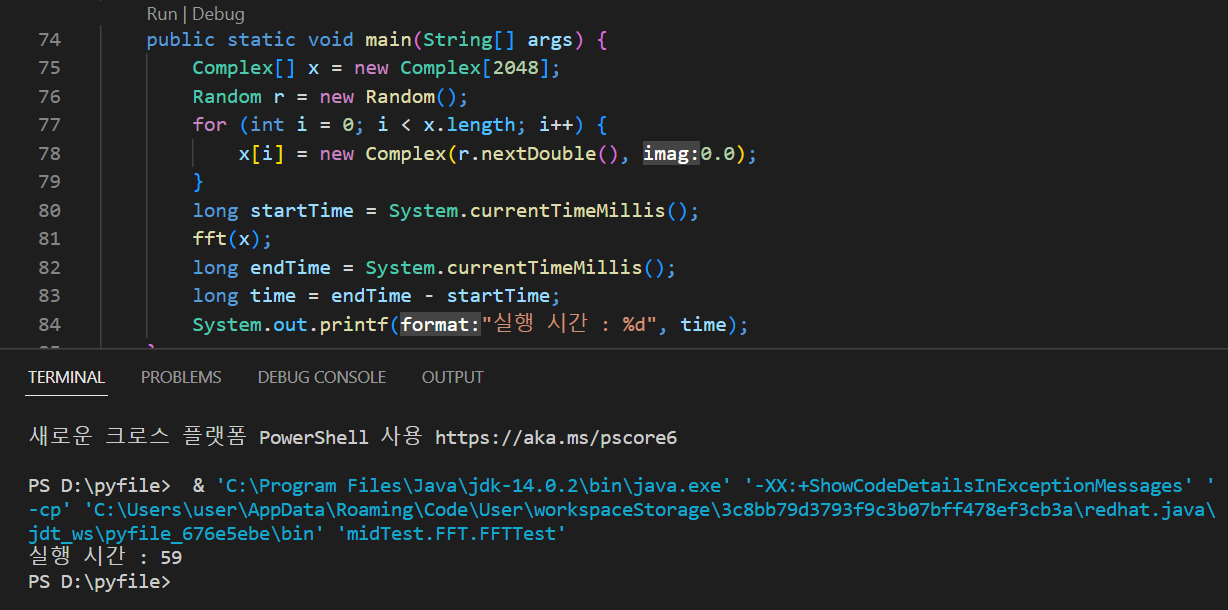 Run | Debug
74 public static void main(String[] args) {
75 Complex[] x = new Complex[2048];
76 Random r = new Random();
77 for (int i = 0; i < x.length; i++) {
78 x[i] = new Complex(r.nextDouble(), imag:0.0);
79 }
80 long startTime = System.currentTimeMillis();
81 fft(x);
82 long endTime = System.currentTimeMillis();
83 long time = endTime - startTime;
84 System.out.printf(format:"실행 시간 : %d", time);
TERMINAL PROBLEMS DEBUG CONSOLE OUTPUT
새로운 크로스 플랫폼 PowerShell 사용 https://aka.ms/pscore6
PS D:\pyfile>  & 'C:\Program Files\Java\jdk-14.0.2\bin\java.exe' '-XX:+ShowCodeDetailsInExceptionMessages' '
-cp' 'C:\Users\user\AppData\Roaming\Code\User\workspaceStorage\3c8bb79d3793f9c3b07bff478ef3cb3a\redhat.java\
jdt_ws\pyfile_676e5ebe\bin' 'midTest.FFT.FFTTest'
실행 시간 : 59
PS D:\pyfile>